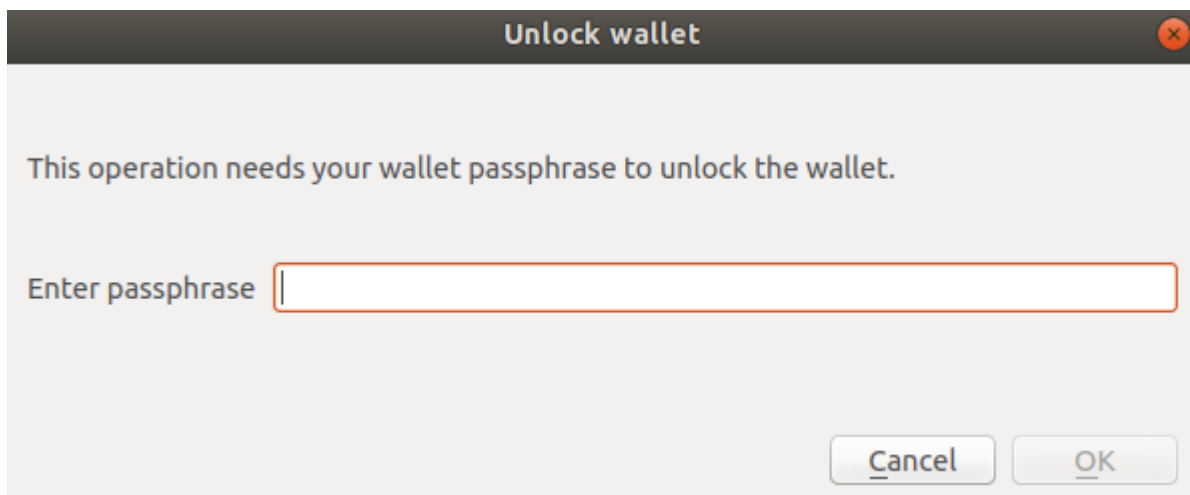 Unlock wallet
This operation needs your wallet passphrase to unlock the wallet.
Enter passphrase
Cancel OK